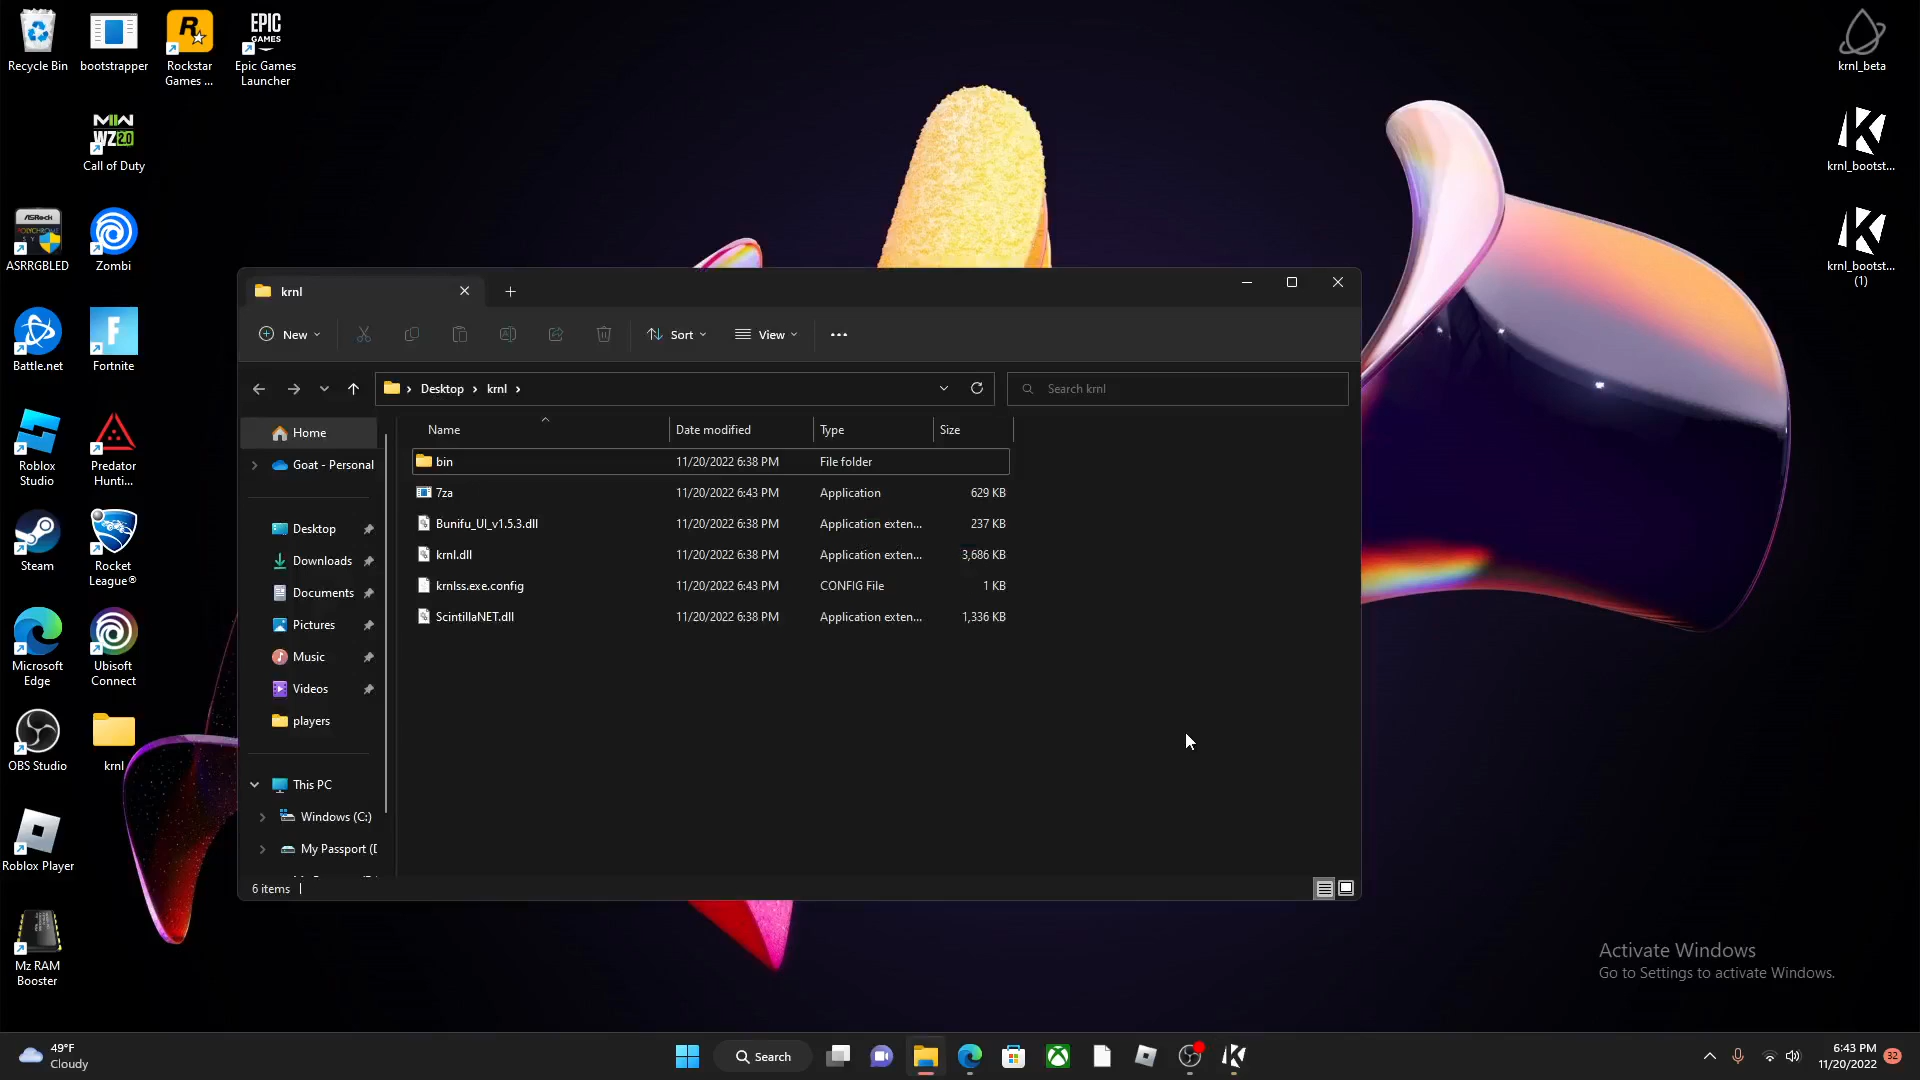 Recycle Bin
bootstrapper
Rockstar
Games ...
EPIC
GAMES
Epic Games
Launcher
MW
WZ2.0
Call of Duty
ASRock
POLYCHROME
ASRRGBLED
Zombi
Battle.net
Fortnite
Roblox
Studio
Predator
Hunti...
Steam
Rocket
League®
Microsoft
Edge
Ubisoft
Connect
OBS Studio
krnl
Roblox Player
Mz RAM
Booster
krnl_beta
krnl_bootst...
krnl_bootst...
(1)
krnl
New
Sort
View
Desktop
krnl
Search krnl
Home
Goat - Personal
Desktop
Downloads
Documents
Pictures
Music
Videos
players
This PC
Windows (C:)
My Passport (D
Name Date modified Type Size
bin 11/20/2022 6:38 PM File folder
7za 11/20/2022 6:43 PM Application 629 KB
Bunifu_UI_v1.5.3.dll 11/20/2022 6:38 PM Application exten... 237 KB
krnl.dll 11/20/2022 6:38 PM Application exten... 3,686 KB
krnlss.exe.config 11/20/2022 6:43 PM CONFIG File 1 KB
ScintillaNET.dll 11/20/2022 6:38 PM Application exten... 1,336 KB
6 items
Activate Windows
Go to Settings to activate Windows.
49°F
Cloudy
Search
6:43 PM
11/20/2022
32